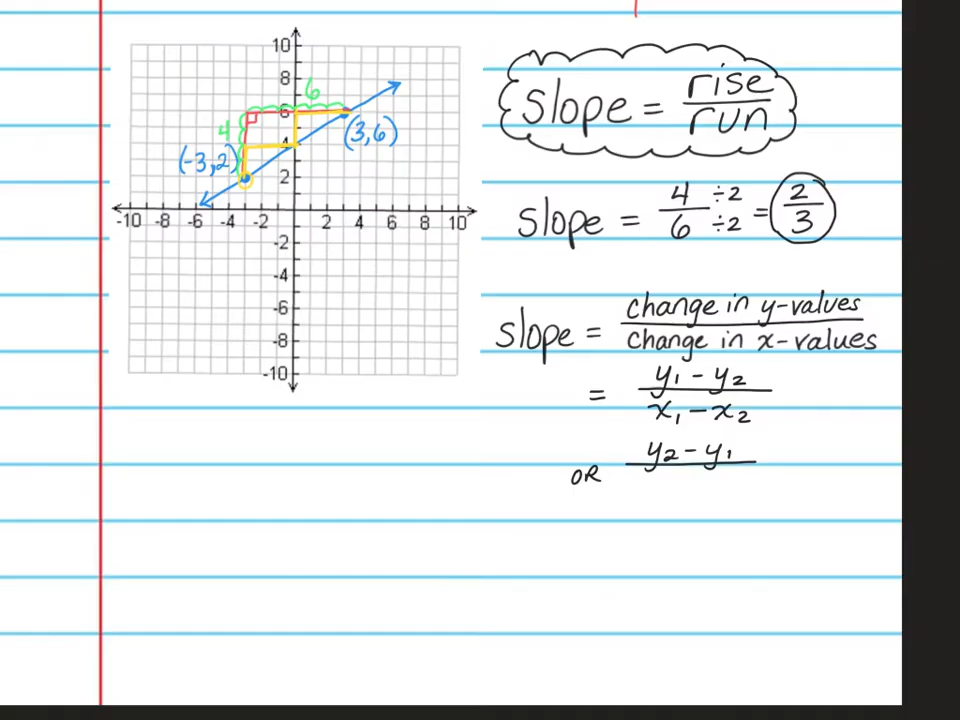 10
8
6
6
4
4
(3,6)
(-3,2)
2
-10 -8 -6 -4 -2 2 4 6 8 10
-2
-4
-6
-8
-10
slope = rise/run
slope = 4/6 ÷2/÷2 = 2/3
slope = change in y-values/change in x-values
= y₁ - y₂/x₁ - x₂
OR y₂ - y₁